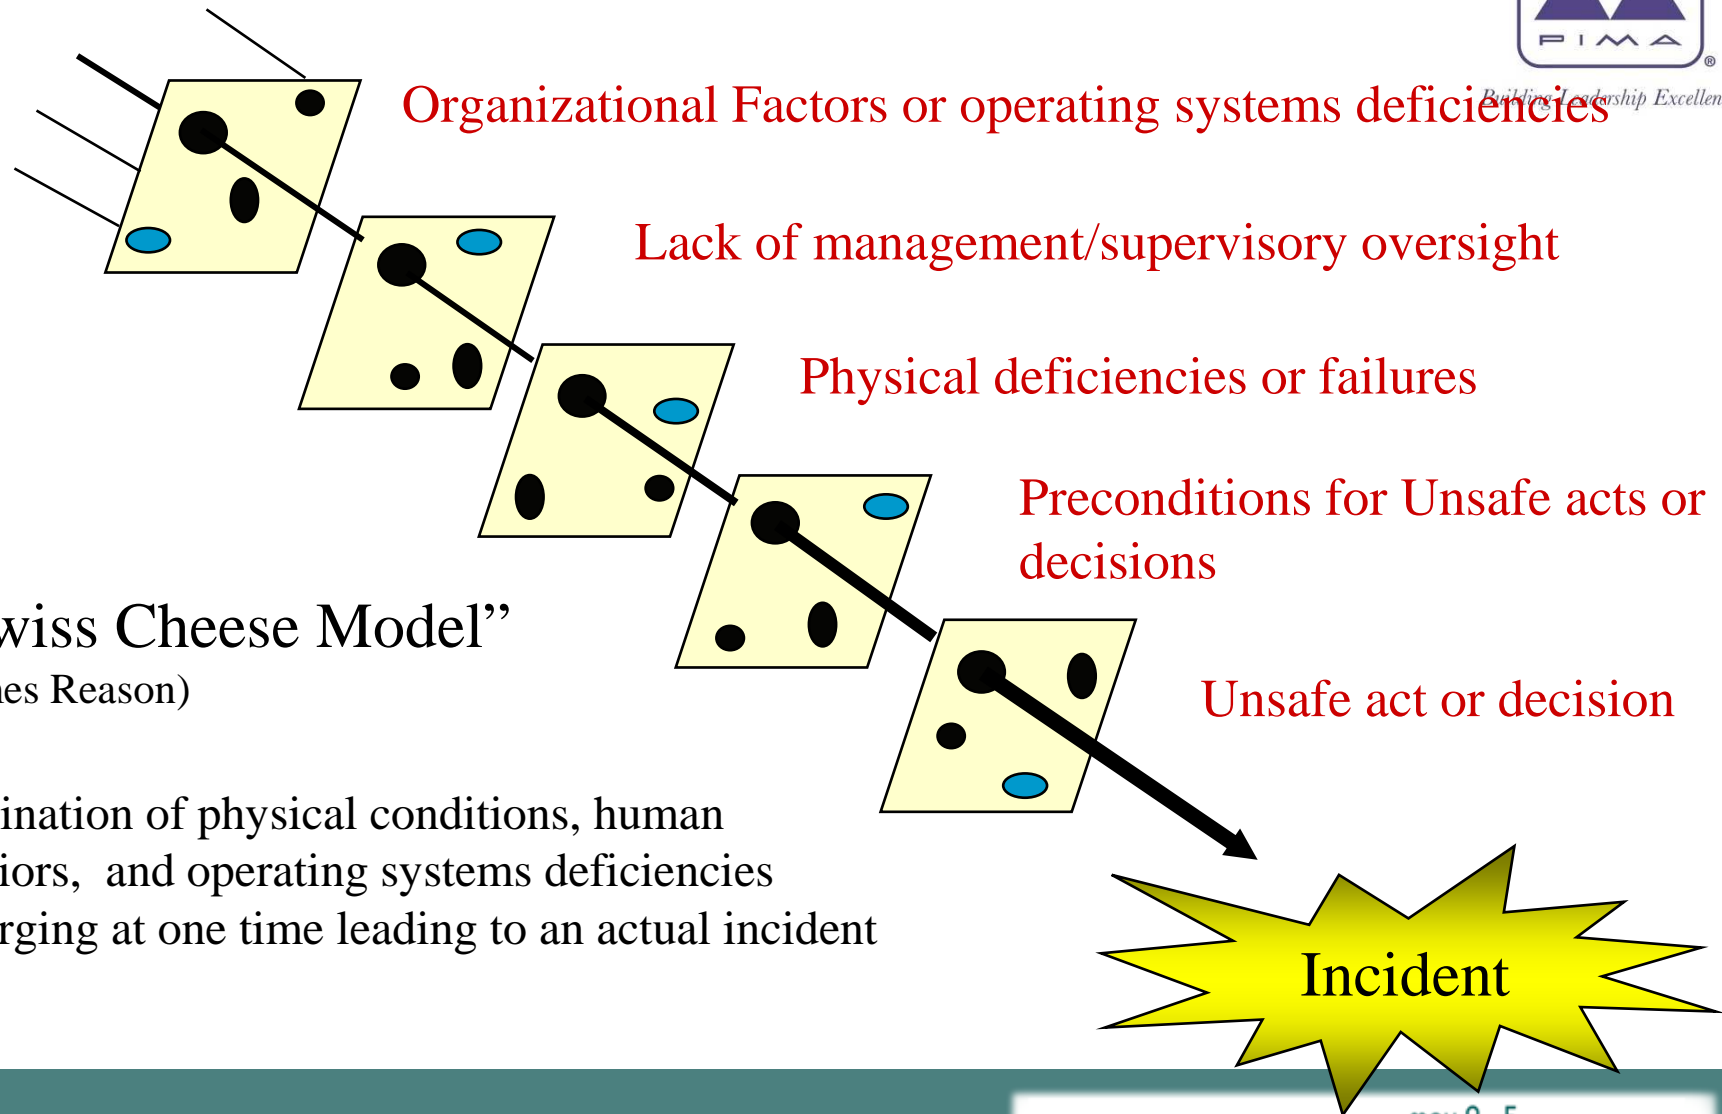 PIMA
®
Building Leadership Excellen
Organizational Factors or operating systems deficiencies
Lack of management/supervisory oversight
Physical deficiencies or failures
Preconditions for Unsafe acts or
decisions
wiss Cheese Model”
nes Reason)
Unsafe act or decision
ination of physical conditions, human
iors, and operating systems deficiencies
rging at one time leading to an actual incident
Incident